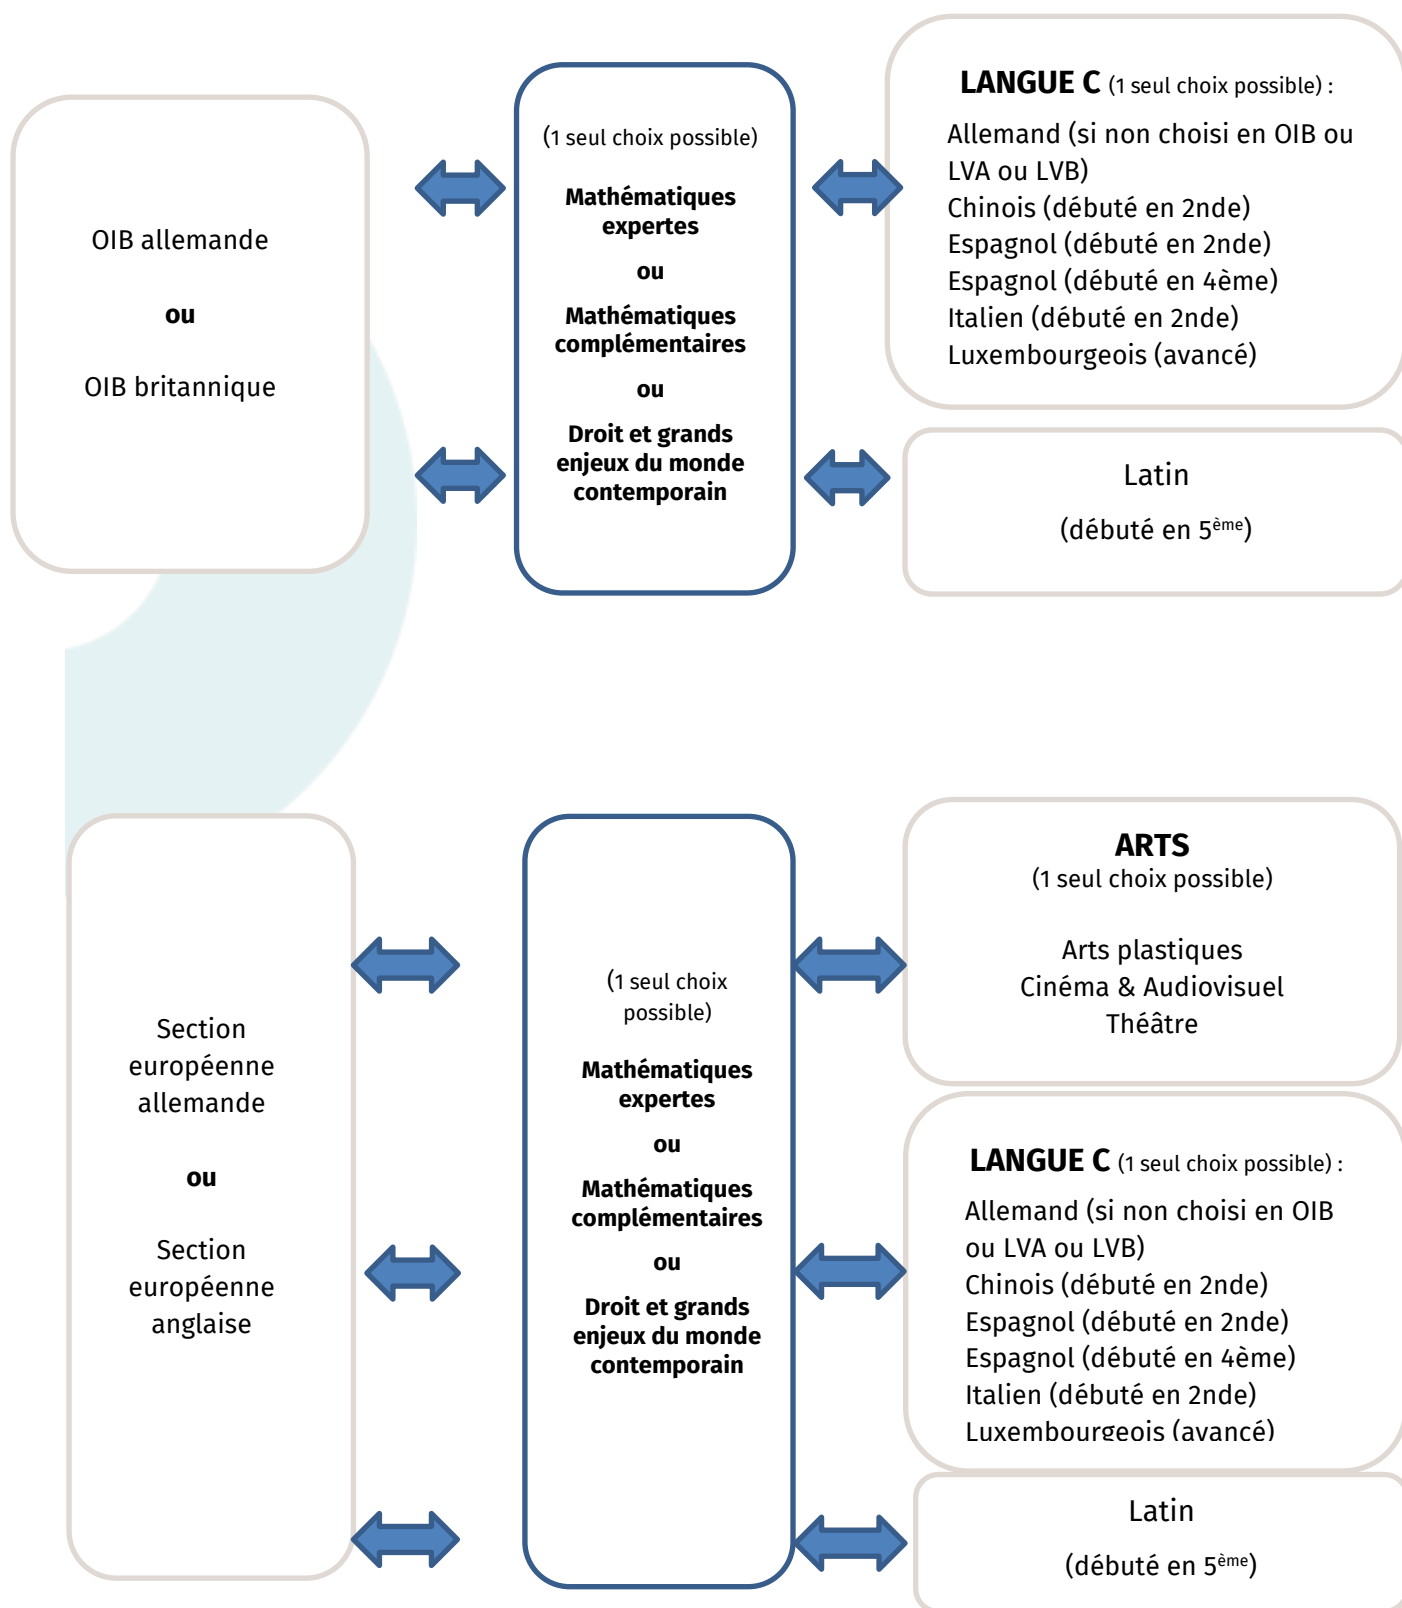 OIB allemande
ou
OIB britannique
(1 seul choix possible)
Mathématiques
expertes
ou
Mathématiques
complémentaires
ou
Droit et grands
enjeux du monde
contemporain
LANGUE C (1 seul choix possible) :
Allemand (si non choisi en OIB ou
LVA ou LVB)
Chinois (débuté en 2nde)
Espagnol (débuté en 2nde)
Espagnol (débuté en 4ème)
Italien (débuté en 2nde)
Luxembourgeois (avancé)
Latin
(débuté en 5ème)
Section
européenne
allemande
ou
Section
européenne
anglaise
(1 seul choix
possible)
Mathématiques
expertes
ou
Mathématiques
complémentaires
ou
Droit et grands
enjeux du monde
contemporain
ARTS
(1 seul choix possible)
Arts plastiques
Cinéma & Audiovisuel
Théâtre
LANGUE C (1 seul choix possible) :
Allemand (si non choisi en OIB
ou LVA ou LVB)
Chinois (débuté en 2nde)
Espagnol (débuté en 2nde)
Espagnol (débuté en 4ème)
Italien (débuté en 2nde)
Luxembourgeois (avancé)
Latin
(débuté en 5ème)